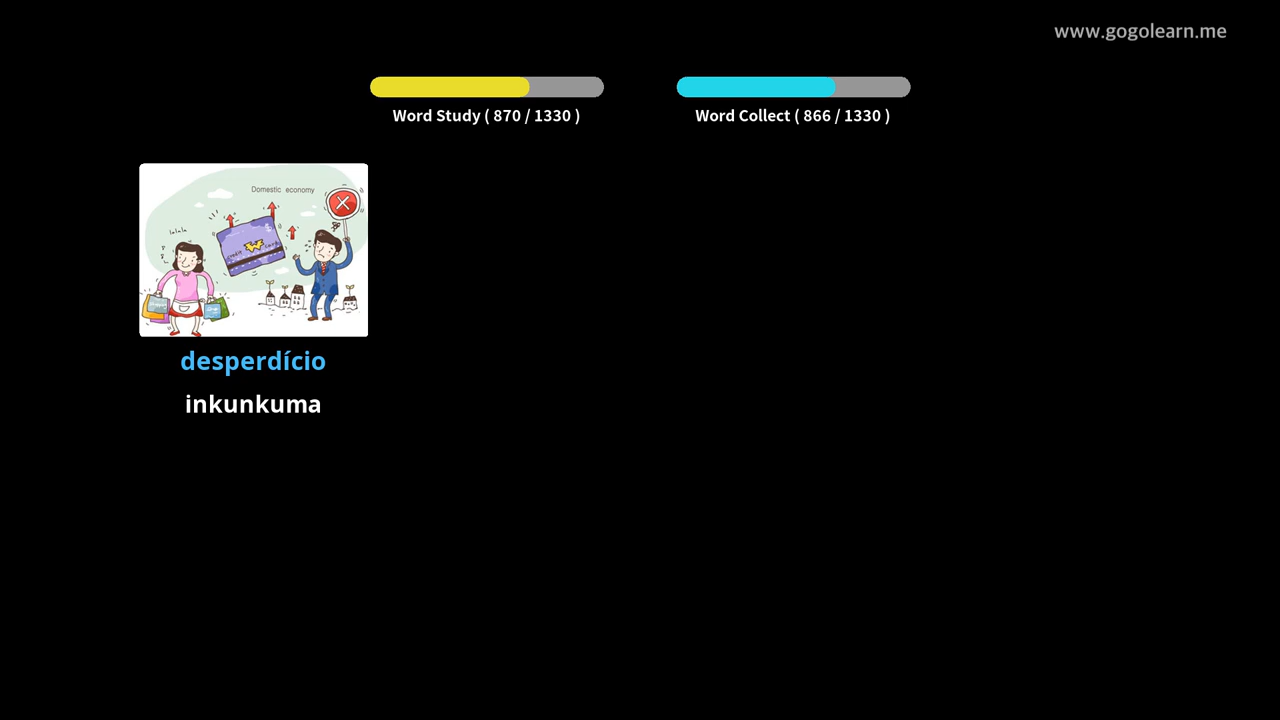 www.gogolearn.me
Word Study ( 870 / 1330 )
Word Collect ( 866 / 1330 )
Domestic economy
lalala
desperdício
inkunkuma